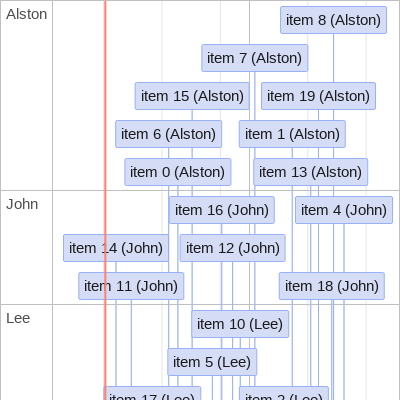 Alston
item 8 (Alston)
item 7 (Alston)
item 15 (Alston)
item 19 (Alston)
item 6 (Alston)
item 1 (Alston)
item 0 (Alston)
item 13 (Alston)
John
item 16 (John)
item 4 (John)
item 14 (John)
item 12 (John)
item 11 (John)
item 18 (John)
Lee
item 10 (Lee)
item 5 (Lee)
item 17 (Lee)
item 2 (Lee)